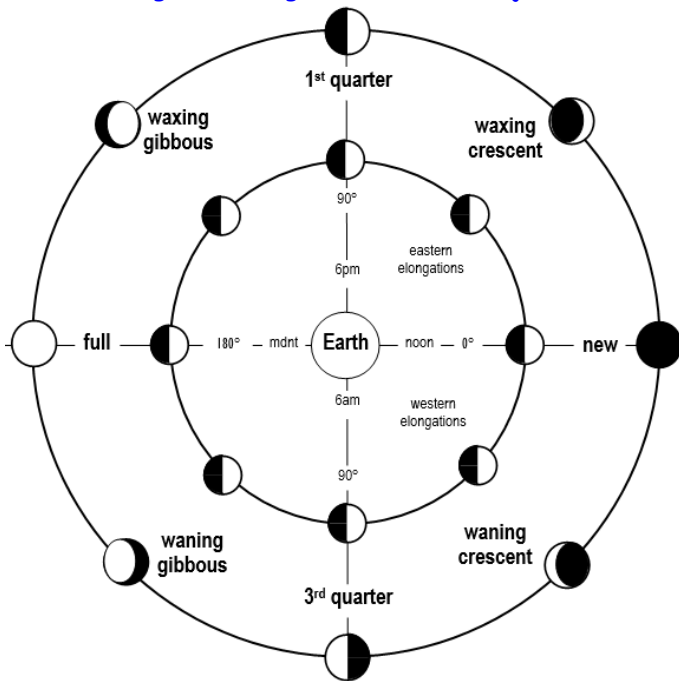 1st quarter
waxing
gibbous
waxing
crescent
90°
eastern
elongations
6pm
full
180°
mdnt
Earth
noon
0°
new
6am
western
elongations
90°
waning
gibbous
waning
crescent
3rd quarter